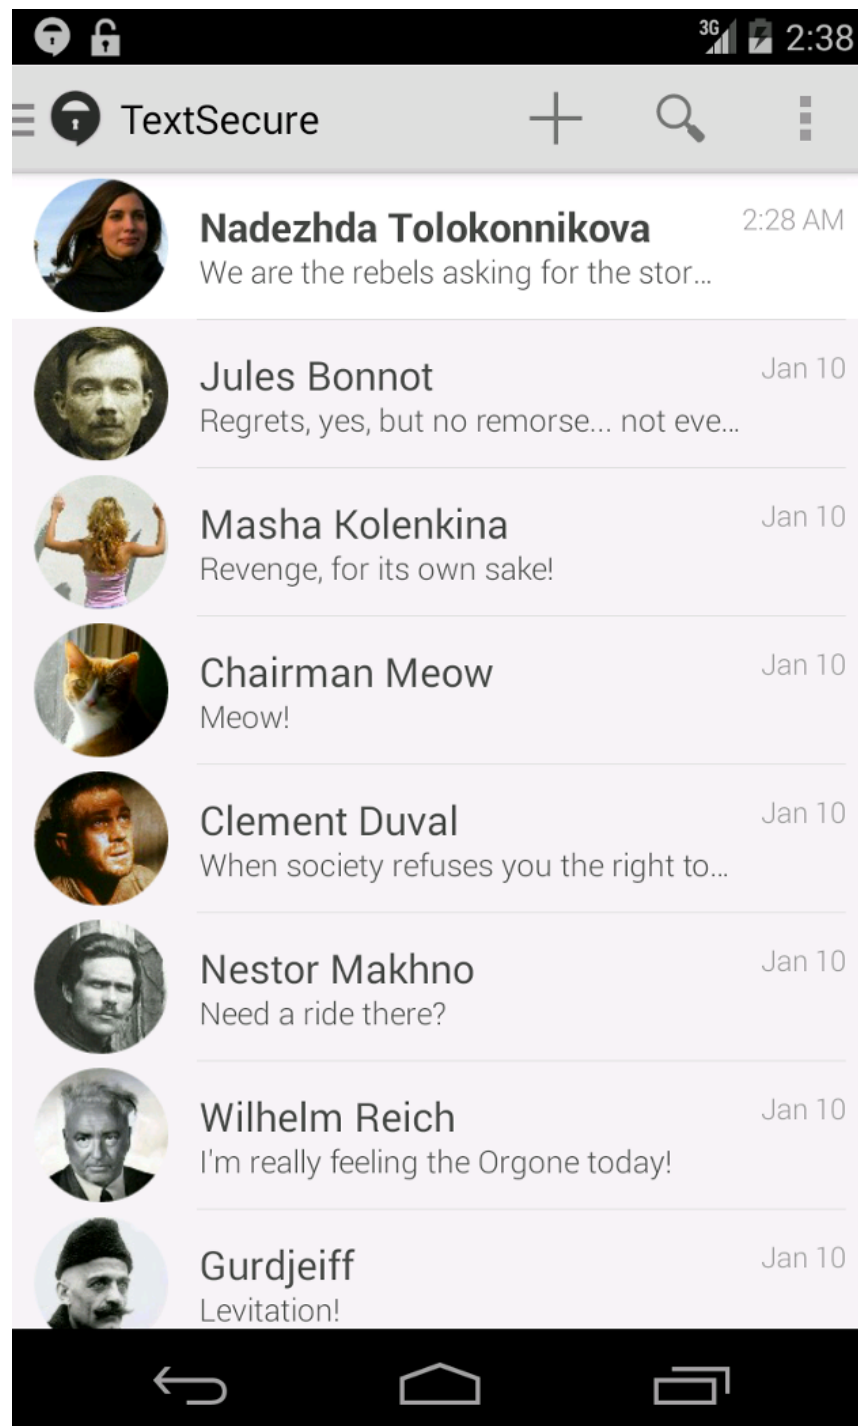 3G 2:38
TextSecure
Nadezhda Tolokonnikova 2:28 AM
We are the rebels asking for the stor...
Jules Bonnot Jan 10
Regrets, yes, but no remorse... not eve...
Masha Kolenkina Jan 10
Revenge, for its own sake!
Chairman Meow Jan 10
Meow!
Clement Duval Jan 10
When society refuses you the right to...
Nestor Makhno Jan 10
Need a ride there?
Wilhelm Reich Jan 10
I'm really feeling the Orgone today!
Gurdjeiff Jan 10
Levitation!